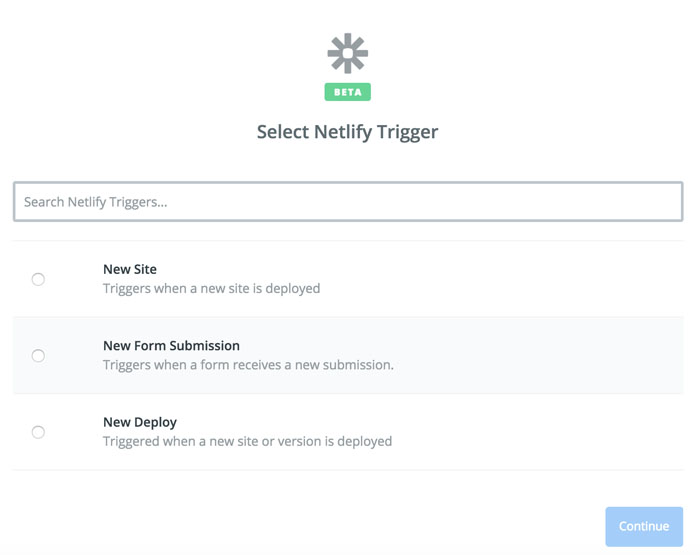 BETA
Select Netlify Trigger
Search Netlify Triggers...
New Site
Triggers when a new site is deployed
New Form Submission
Triggers when a form receives a new submission.
New Deploy
Triggered when a new site or version is deployed
Continue